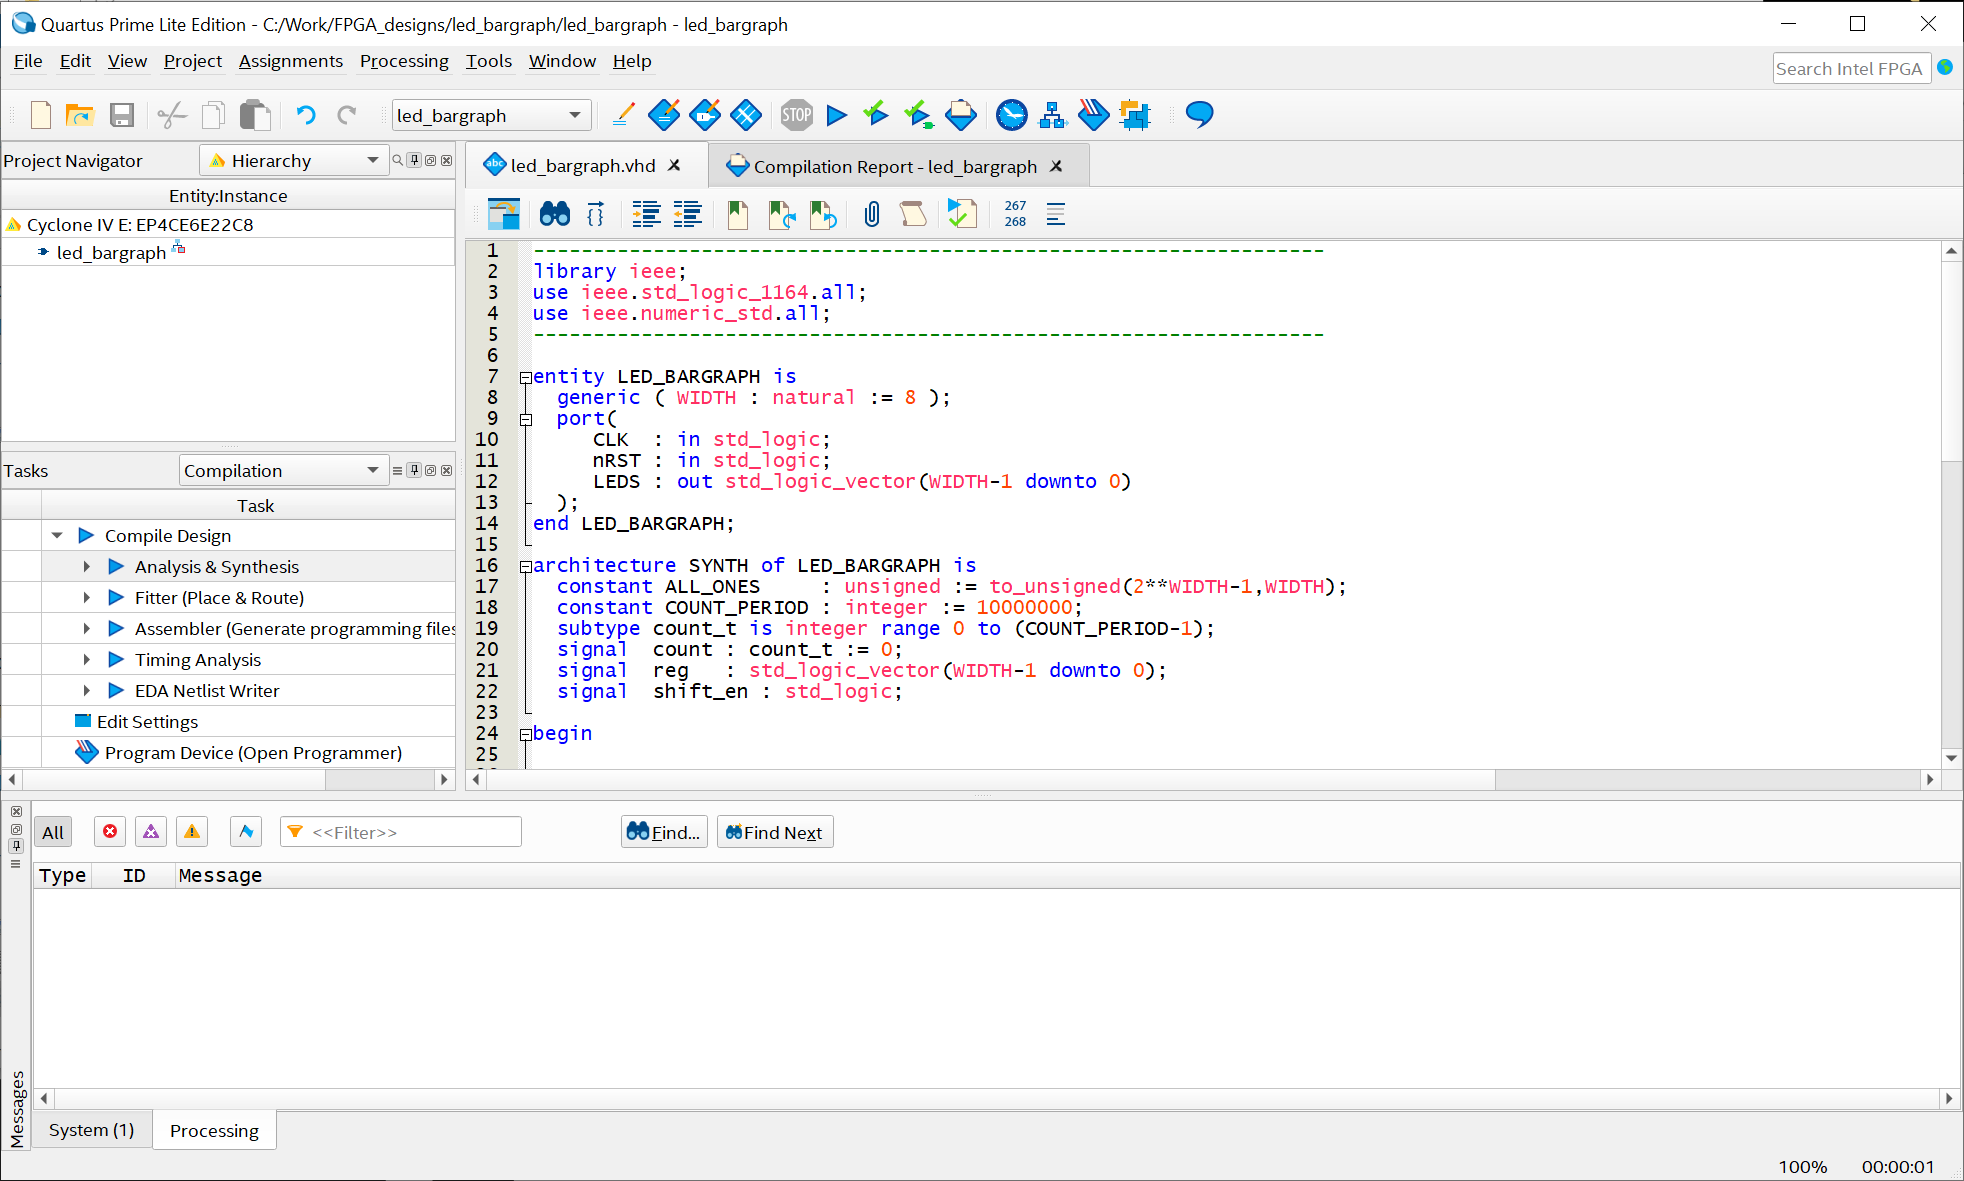 Quartus Prime Lite Edition - C:/Work/FPGA_designs/led_bargraph/led_bargraph - led_bargraph
File Edit View Project Assignments Processing Tools Window Help
Search Intel FPGA
led_bargraph
STOP
Project Navigator
Hierarchy
Entity:Instance
Cyclone IV E: EP4CE6E22C8
led_bargraph
Tasks
Compilation
Task
Compile Design
Analysis & Synthesis
Fitter (Place & Route)
Assembler (Generate programming files
Timing Analysis
EDA Netlist Writer
Edit Settings
Program Device (Open Programmer)
abc led_bargraph.vhd
Compilation Report - led_bargraph
267
268
1 ------------------------------------------------------------------
2 library ieee;
3 use ieee.std_logic_1164.all;
4 use ieee.numeric_std.all;
5 ------------------------------------------------------------------
6
7 entity LED_BARGRAPH is
8 generic ( WIDTH : natural := 8 );
9 port(
10 CLK : in std_logic;
11 nRST : in std_logic;
12 LEDS : out std_logic_vector(WIDTH-1 downto 0)
13 );
14 end LED_BARGRAPH;
15
16 architecture SYNTH of LED_BARGRAPH is
17 constant ALL_ONES : unsigned := to_unsigned(2**WIDTH-1,WIDTH);
18 constant COUNT_PERIOD : integer := 10000000;
19 subtype count_t is integer range 0 to (COUNT_PERIOD-1);
20 signal count : count_t := 0;
21 signal reg : std_logic_vector(WIDTH-1 downto 0);
22 signal shift_en : std_logic;
23
24 begin
25
All
<<Filter>>
Find...
Find Next
Type ID Message
Messages
System (1)
Processing
100% 00:00:01